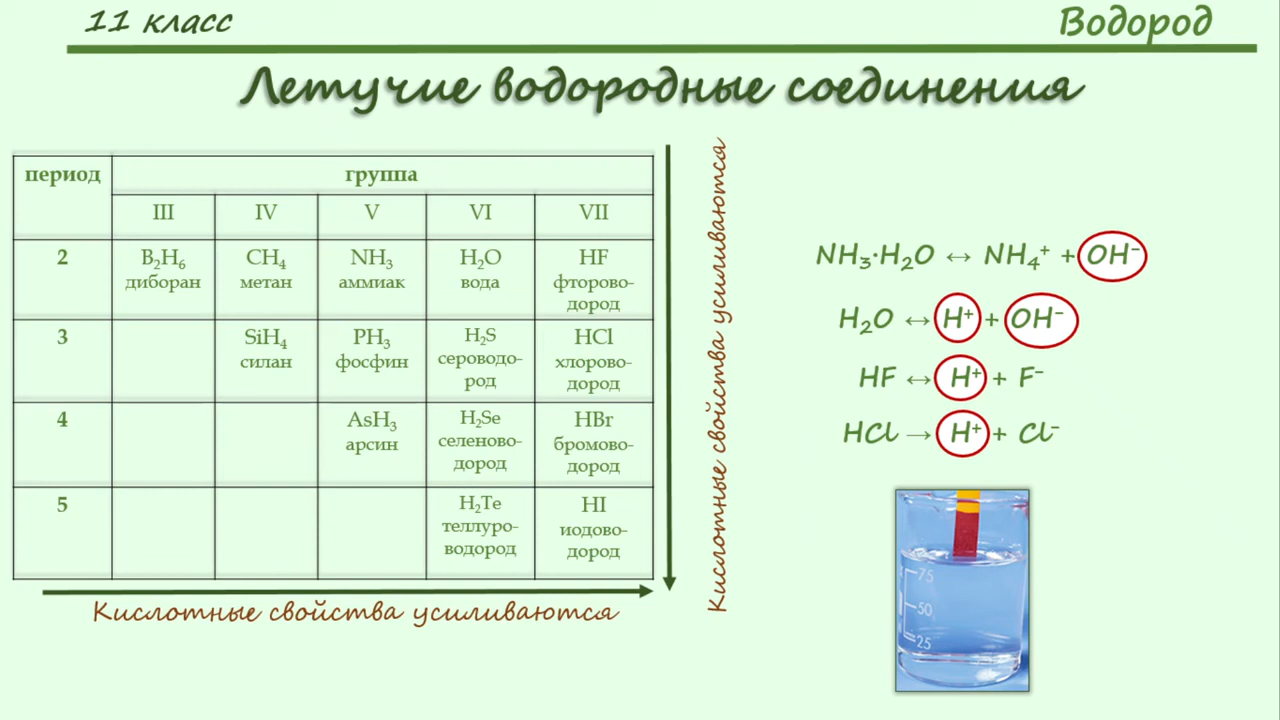 11 класс
Водород
Летучие водородные соединения
период
группа
III IV V VI VII
2
B₂H₆
диборан
CH₄
метан
NH₃
аммиак
H₂O
вода
HF
фторово-
дород
3
SiH₄
силан
PH₃
фосфин
H₂S
сероводо-
род
HCl
хлорово-
дород
4
AsH₃
арсин
H₂Se
селеново-
дород
HBr
бромово-
дород
5
H₂Te
теллуро-
водород
HI
иодово-
дород
Кислотные свойства усиливаются
Кислотные свойства усиливаются
NH₃·H₂O ↔ NH₄⁺ + OH⁻
H₂O ↔ H⁺ + OH⁻
HF ↔ H⁺ + F⁻
HCl → H⁺ + Cl⁻
75
50
25